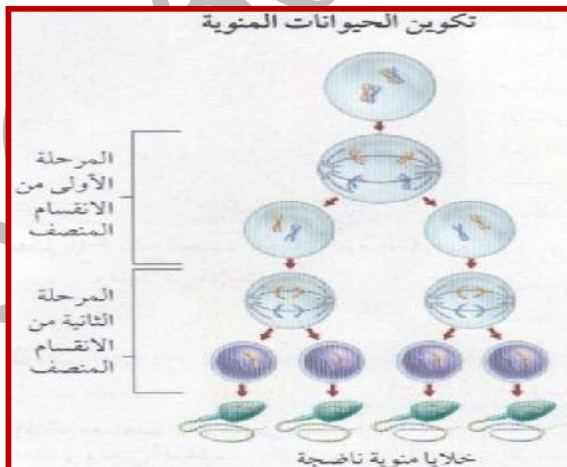 تكوين الحيوانات المنوية
المرحلة
الأولى من
الانقسام
المنصف
المرحلة
الثانية من
الانقسام
المنصف
خلايا منوية ناضجة